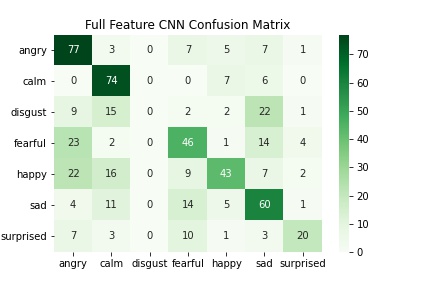 Full Feature CNN Confusion Matrix
angry 77 3 0 7 5 7 1
calm 0 74 0 0 7 6 0
disgust 9 15 0 2 2 22 1
fearful 23 2 0 46 1 14 4
happy 22 16 0 9 43 7 2
sad 4 11 0 14 5 60 1
surprised 7 3 0 10 1 3 20
angry calm disgust fearful happy sad surprised
70
60
50
40
30
20
10
0